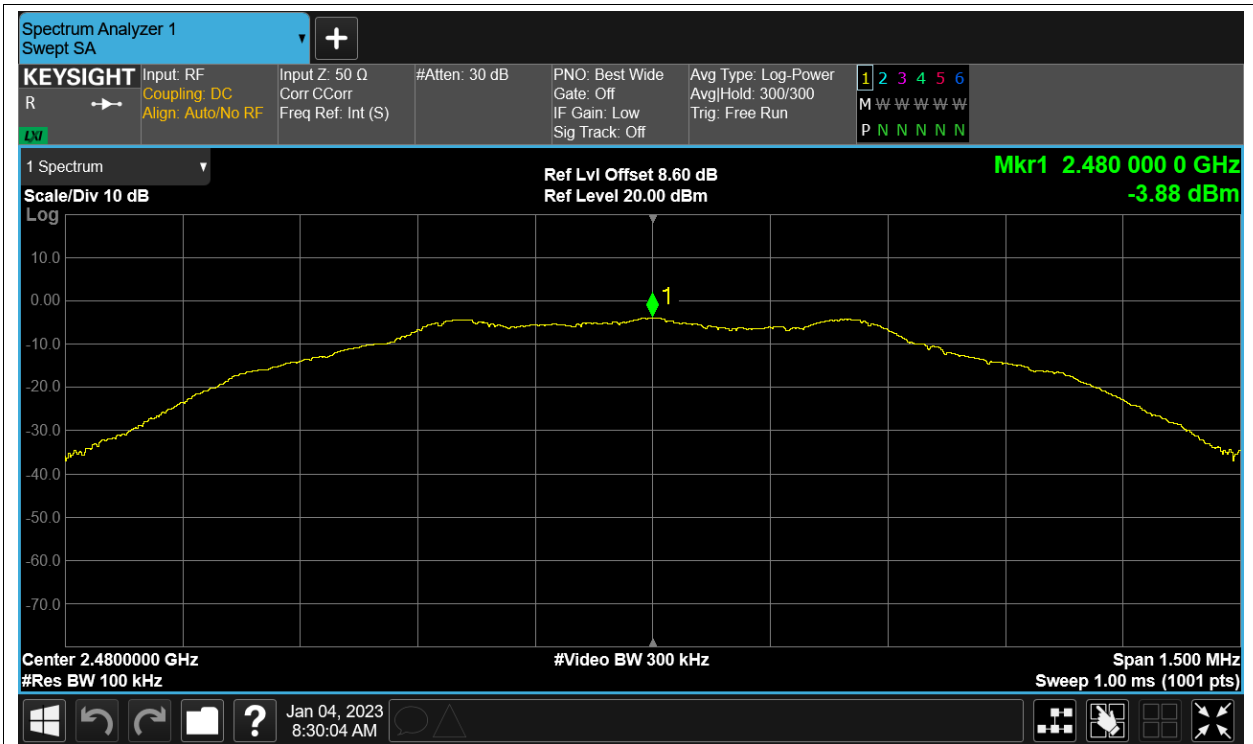 Spectrum Analyzer 1
Swept SA
KEYSIGHT
R
LXI
Input: RF
Coupling: DC
Align: Auto/No RF
Input Z: 50 Ω
Corr CCorr
Freq Ref: Int (S)
#Atten: 30 dB
PNO: Best Wide
Gate: Off
IF Gain: Low
Sig Track: Off
Avg Type: Log-Power
Avg|Hold: 300/300
Trig: Free Run
1 2 3 4 5 6
M W W W W W
P N N N N N
1 Spectrum
Scale/Div 10 dB
Log
Ref Lvl Offset 8.60 dB
Ref Level 20.00 dBm
Mkr1 2.480 000 0 GHz
-3.88 dBm
10.0
0.00
1
-10.0
-20.0
-30.0
-40.0
-50.0
-60.0
-70.0
Center 2.4800000 GHz
#Res BW 100 kHz
#Video BW 300 kHz
Span 1.500 MHz
Sweep 1.00 ms (1001 pts)
?
Jan 04, 2023
8:30:04 AM